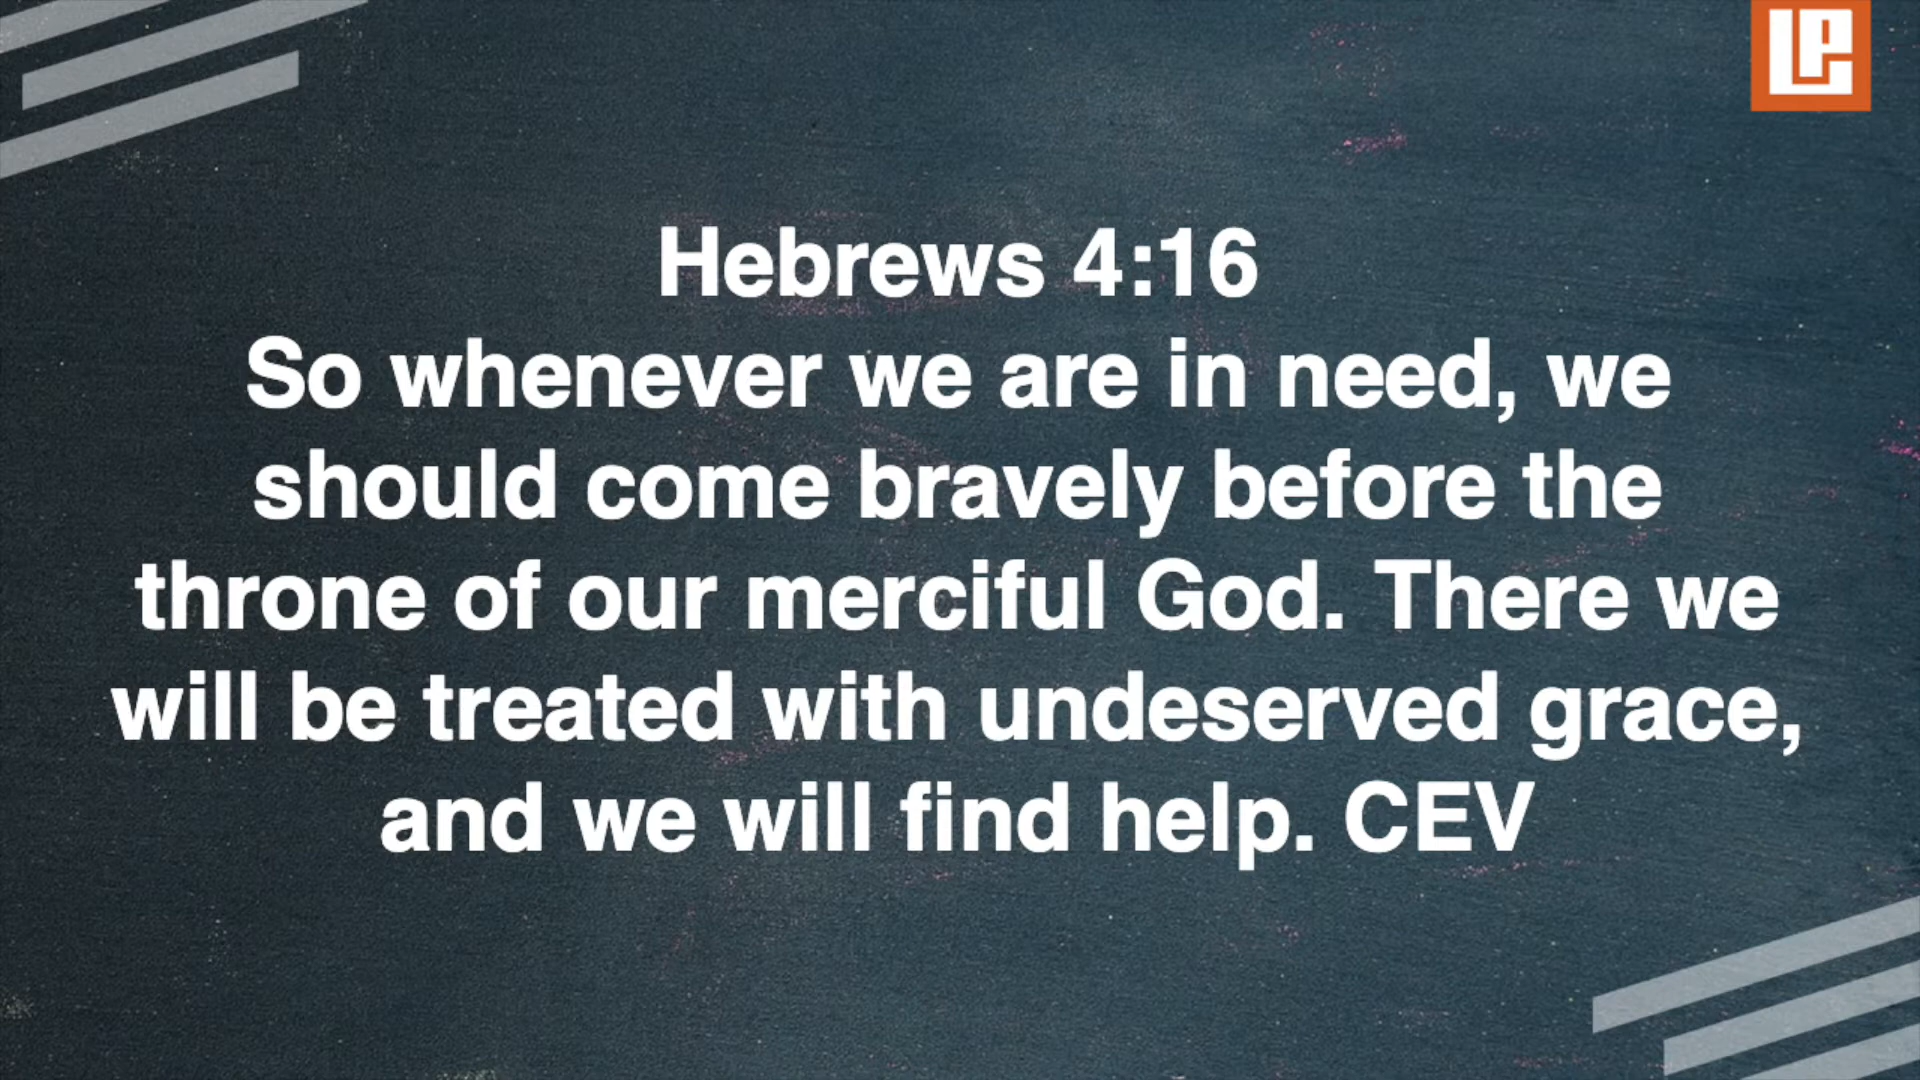 LP
Hebrews 4:16
So whenever we are in need, we
should come bravely before the
throne of our merciful God. There we
will be treated with undeserved grace,
and we will find help. CEV